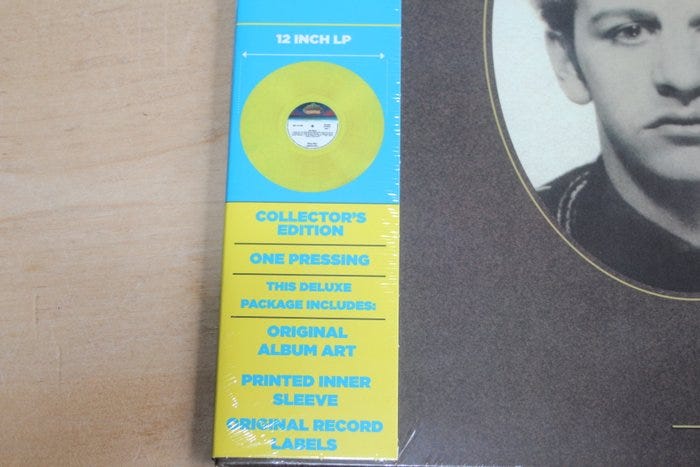 12 INCH LP
COLLECTOR'S
EDITION
ONE PRESSING
THIS DELUXE
PACKAGE INCLUDES:
ORIGINAL
ALBUM ART
PRINTED INNER
SLEEVE
ORIGINAL RECORD
LABELS